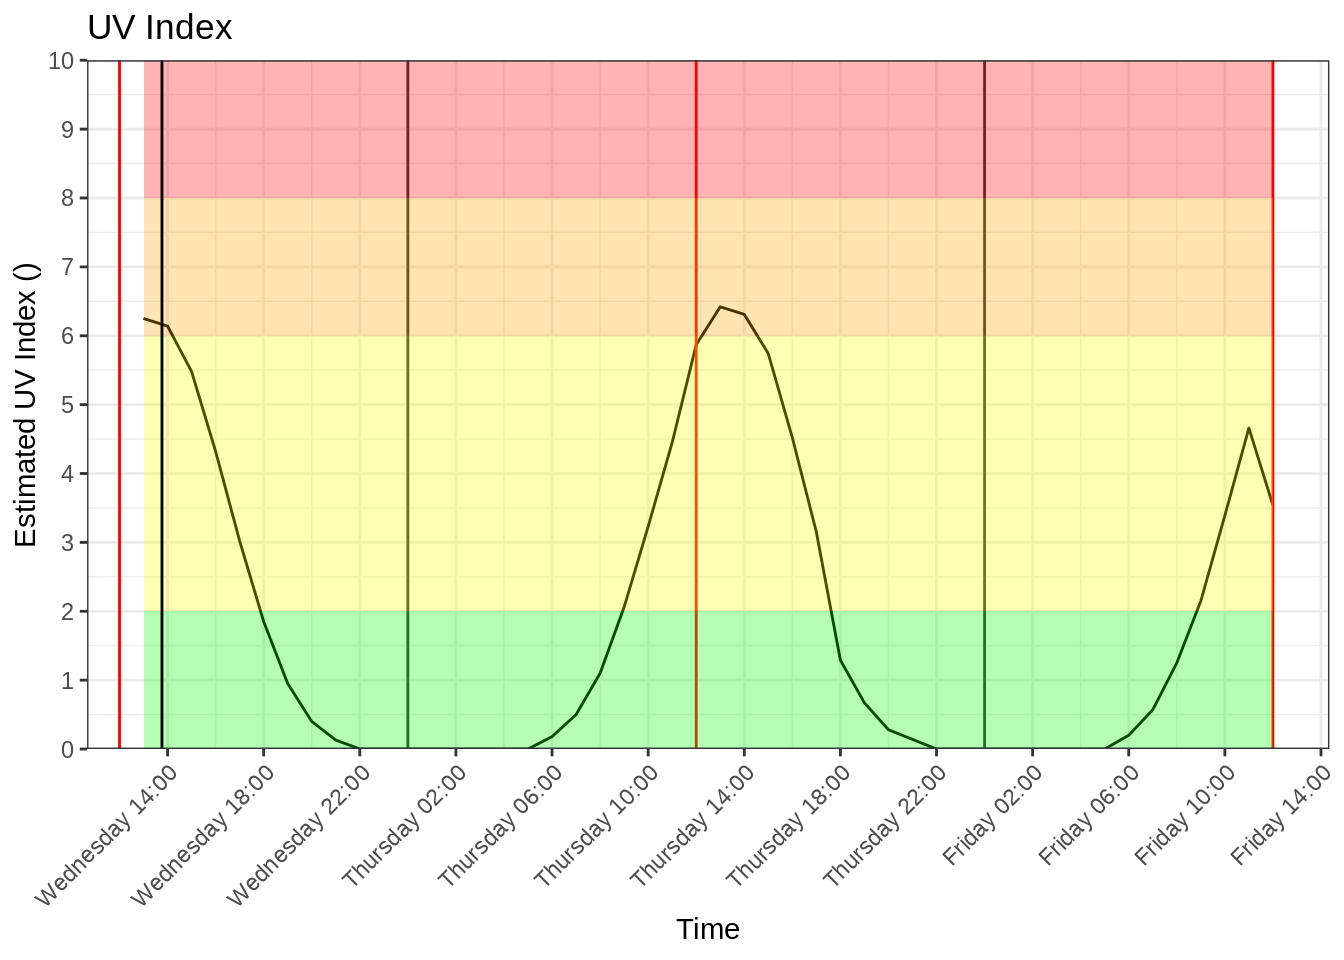 UV Index
Estimated UV Index ()
10
9
8
7
6
5
4
3
2
1
0
Wednesday 14:00
Wednesday 18:00
Wednesday 22:00
Thursday 02:00
Thursday 06:00
Thursday 10:00
Thursday 14:00
Thursday 18:00
Thursday 22:00
Friday 02:00
Friday 06:00
Friday 10:00
Friday 14:00
Time